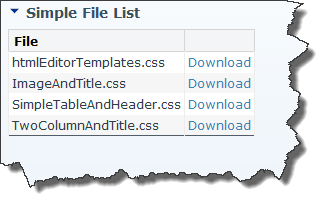 Simple File List
File
htmlEditorTemplates.css Download
ImageAndTitle.css Download
SimpleTableAndHeader.css Download
TwoColumnAndTitle.css Download